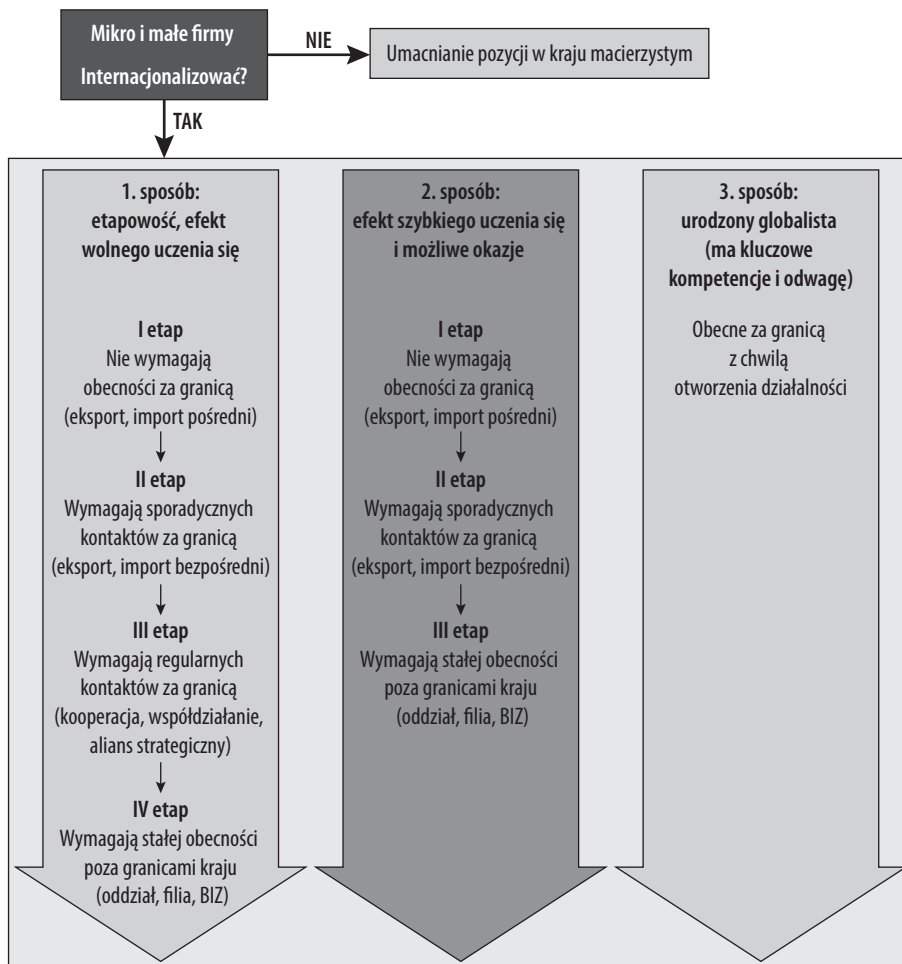 Mikro i małe firmy
Internacjonalizować?
NIE
Umacnianie pozycji w kraju macierzystym
TAK
1. sposób:
etapowość, efekt
wolnego uczenia się
I etap
Nie wymagają
obecności za granicą
(eksport, import pośredni)
II etap
Wymagają sporadycznych
kontaktów za granicą
(eksport, import bezpośredni)
III etap
Wymagają regularnych
kontaktów za granicą
(kooperacja, współdziałanie,
alians strategiczny)
IV etap
Wymagają stałej obecności
poza granicami kraju
(oddział, filia, BIZ)
2. sposób:
efekt szybkiego uczenia się
i możliwe okazje
I etap
Nie wymagają
obecności za granicą
(eksport, import pośredni)
II etap
Wymagają sporadycznych
kontaktów za granicą
(eksport, import bezpośredni)
III etap
Wymagają stałej obecności
poza granicami kraju
(oddział, filia, BIZ)
3. sposób:
urodzony globalista
(ma kluczowe
kompetencje i odwagę)
Obecne za granicą
z chwilą
otworzenia działalności